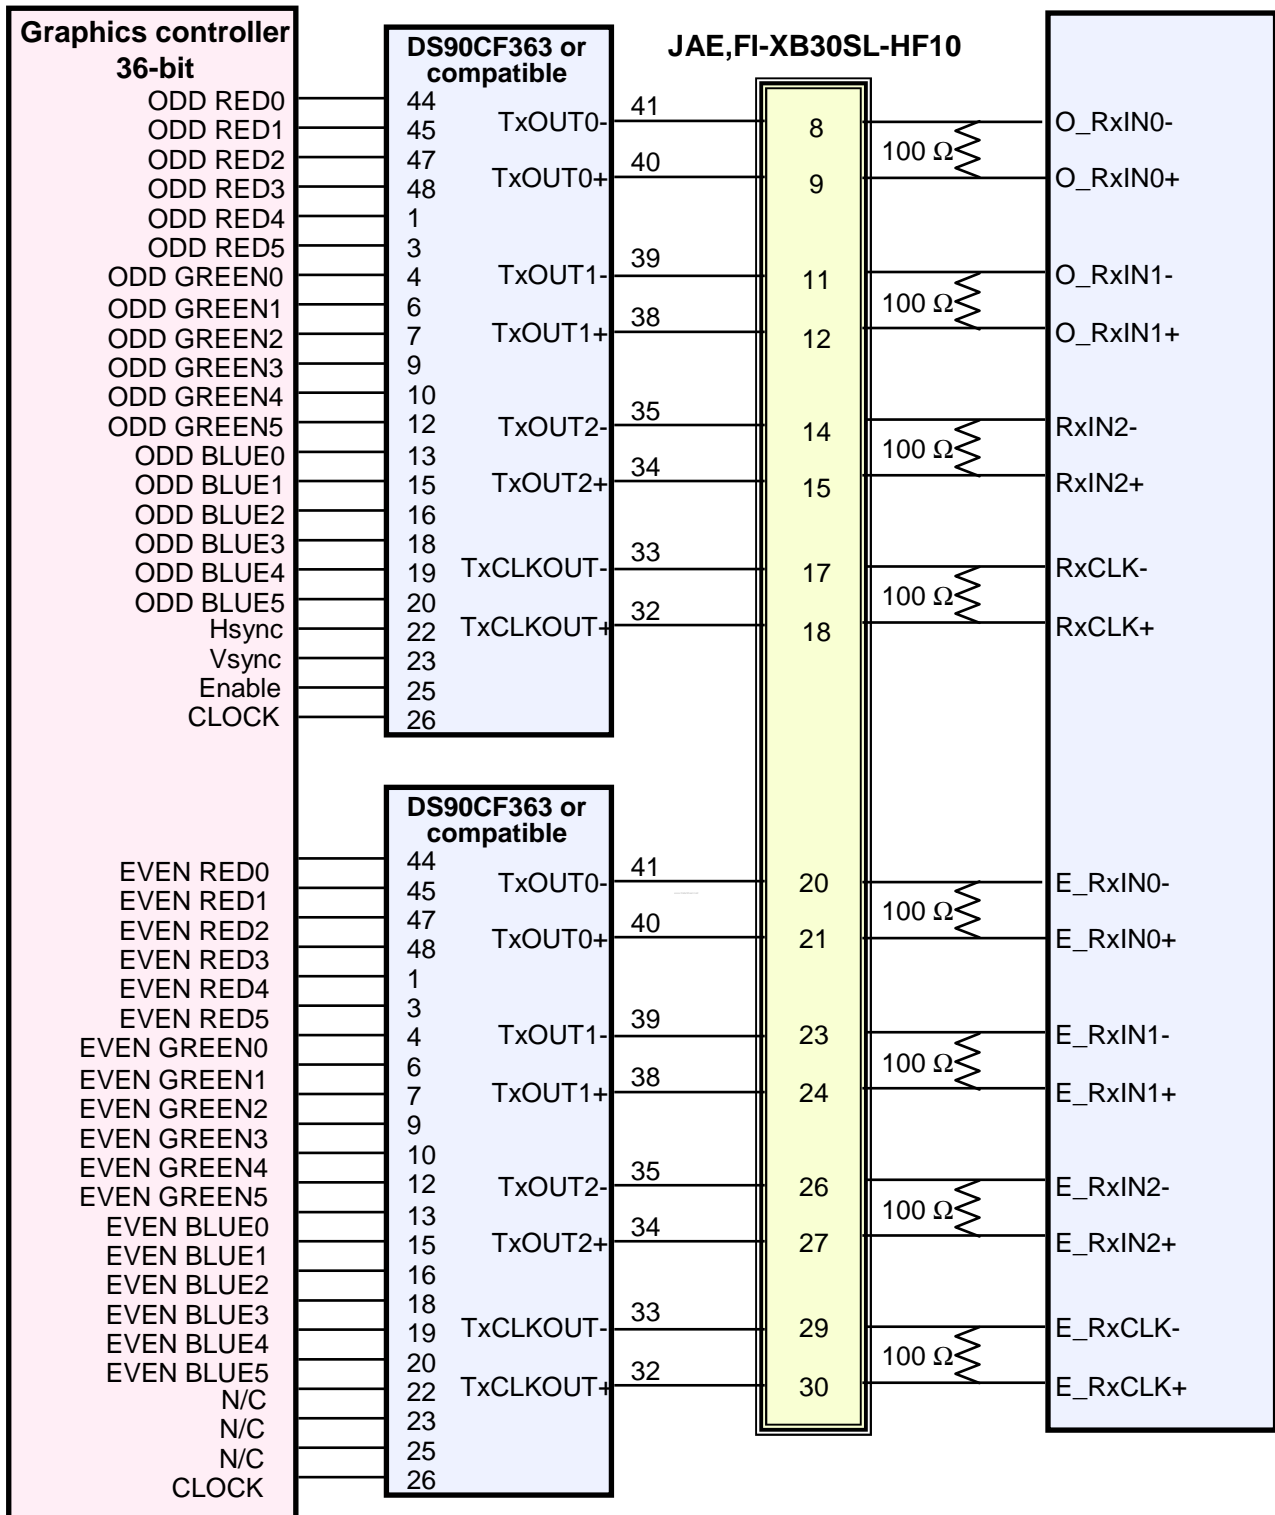 Graphics controller
36-bit
ODD RED0
ODD RED1
ODD RED2
ODD RED3
ODD RED4
ODD RED5
ODD GREEN0
ODD GREEN1
ODD GREEN2
ODD GREEN3
ODD GREEN4
ODD GREEN5
ODD BLUE0
ODD BLUE1
ODD BLUE2
ODD BLUE3
ODD BLUE4
ODD BLUE5
Hsync
Vsync
Enable
CLOCK
EVEN RED0
EVEN RED1
EVEN RED2
EVEN RED3
EVEN RED4
EVEN RED5
EVEN GREEN0
EVEN GREEN1
EVEN GREEN2
EVEN GREEN3
EVEN GREEN4
EVEN GREEN5
EVEN BLUE0
EVEN BLUE1
EVEN BLUE2
EVEN BLUE3
EVEN BLUE4
EVEN BLUE5
N/C
N/C
N/C
CLOCK
DS90CF363 or
compatible
44
45
47
48
1
3
4
6
7
9
10
12
13
15
16
18
19
20
22
23
25
26
TxOUT0-
TxOUT0+
TxOUT1-
TxOUT1+
TxOUT2-
TxOUT2+
TxCLKOUT-
TxCLKOUT+
41
40
39
38
35
34
33
32
DS90CF363 or
compatible
44
45
47
48
1
3
4
6
7
9
10
12
13
15
16
18
19
20
22
23
25
26
TxOUT0-
TxOUT0+
TxOUT1-
TxOUT1+
TxOUT2-
TxOUT2+
TxCLKOUT-
TxCLKOUT+
41
40
39
38
35
34
33
32
JAE,FI-XB30SL-HF10
8
9
11
12
14
15
17
18
20
21
23
24
26
27
29
30
100 Ω
100 Ω
100 Ω
100 Ω
100 Ω
100 Ω
100 Ω
100 Ω
O_RxIN0-
O_RxIN0+
O_RxIN1-
O_RxIN1+
RxIN2-
RxIN2+
RxCLK-
RxCLK+
E_RxIN0-
E_RxIN0+
E_RxIN1-
E_RxIN1+
E_RxIN2-
E_RxIN2+
E_RxCLK-
E_RxCLK+